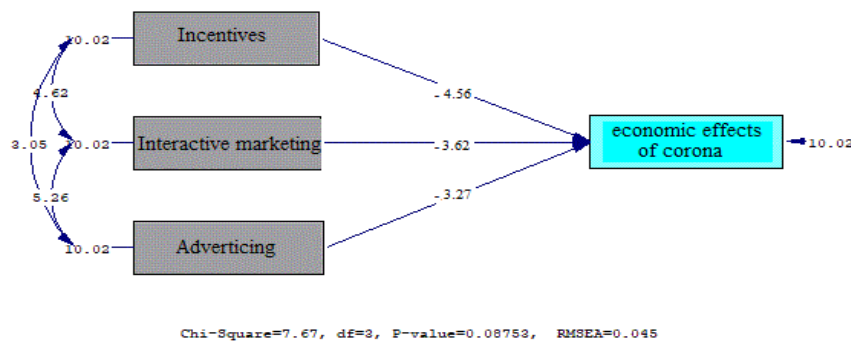 Incentives
10.02
4.62
-4.56
economic effects
of corona
10.02
3.05
10.02
Interactive marketing
-3.62
5.26
-3.27
10.02
Adverticing
Chi-Square=7.67, df=3, P-value=0.08753, RMSEA=0.045